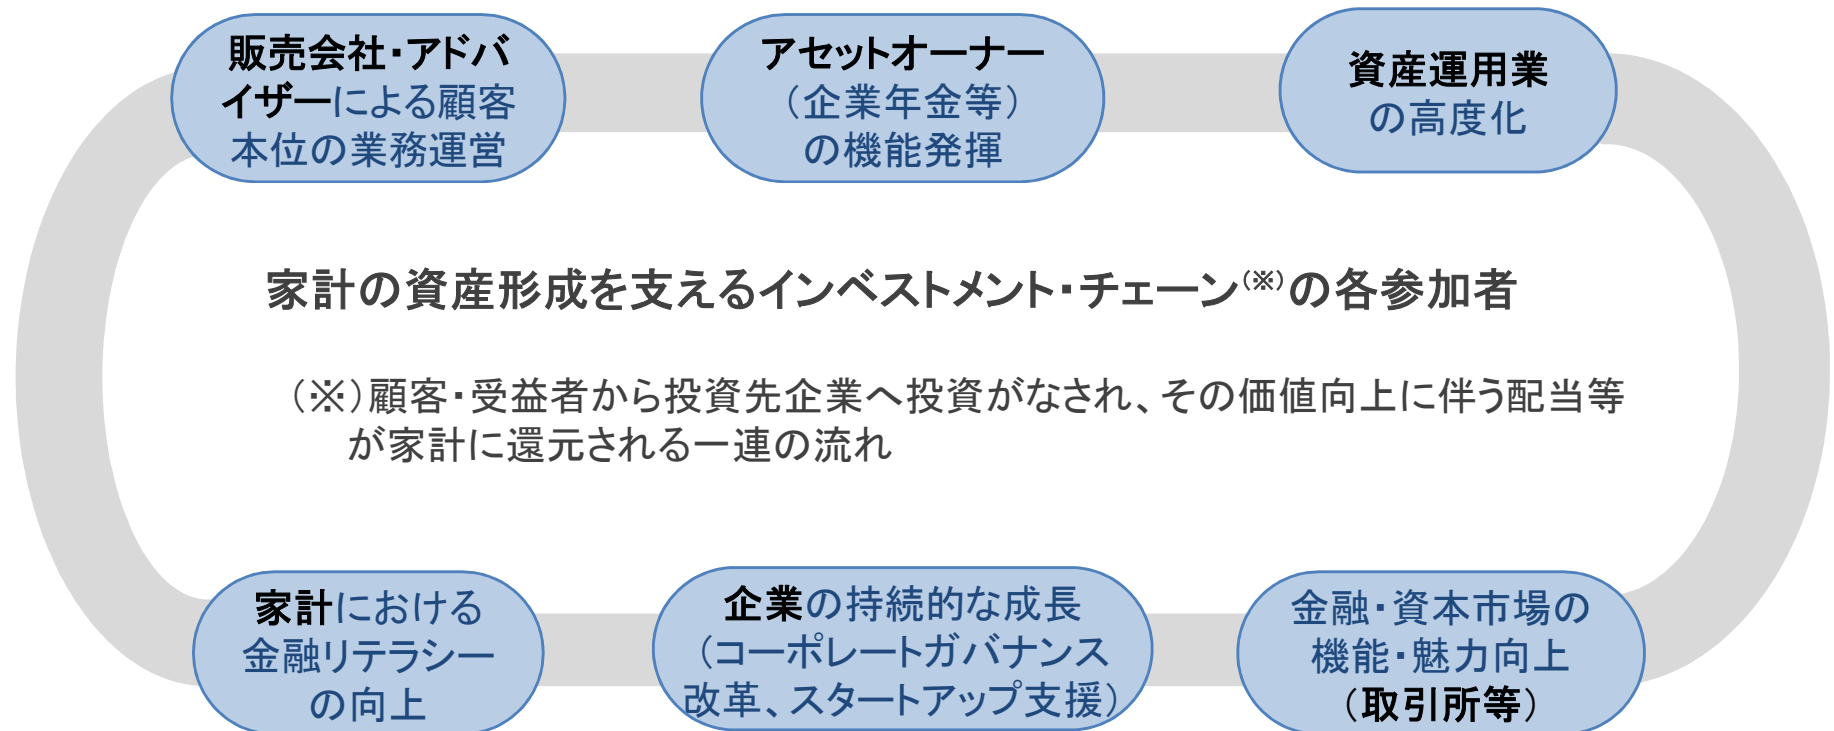 販売会社・アドバ
イザーによる顧客
本位の業務運営
アセットオーナー
（企業年金等）
の機能発揮
資産運用業
の高度化
家計の資産形成を支えるインベストメント・チェーン(※)の各参加者
（※）顧客・受益者から投資先企業へ投資がなされ、その価値向上に伴う配当等
が家計に還元される一連の流れ
家計における
金融リテラシー
の向上
企業の持続的な成長
（コーポレートガバナンス
改革、スタートアップ支援）
金融・資本市場の
機能・魅力向上
（取引所等）